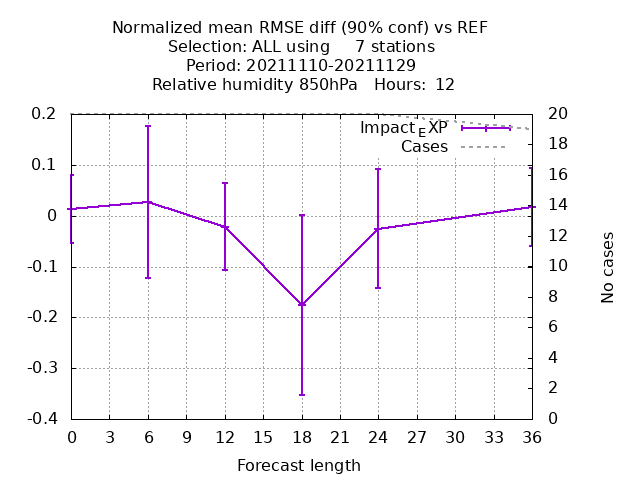 Normalized mean RMSE diff (90% conf) vs REF
Selection: ALL using 7 stations
Period: 20211110-20211129
Relative humidity 850hPa Hours: 12
0.2 20
Impact_EXP
18
Cases
0.1 16
14
0
12
-0.1 10
8
-0.2
6
-0.3 4
2
-0.4 0
No cases
0 3 6 9 12 15 18 21 24 27 30 33 36
Forecast length